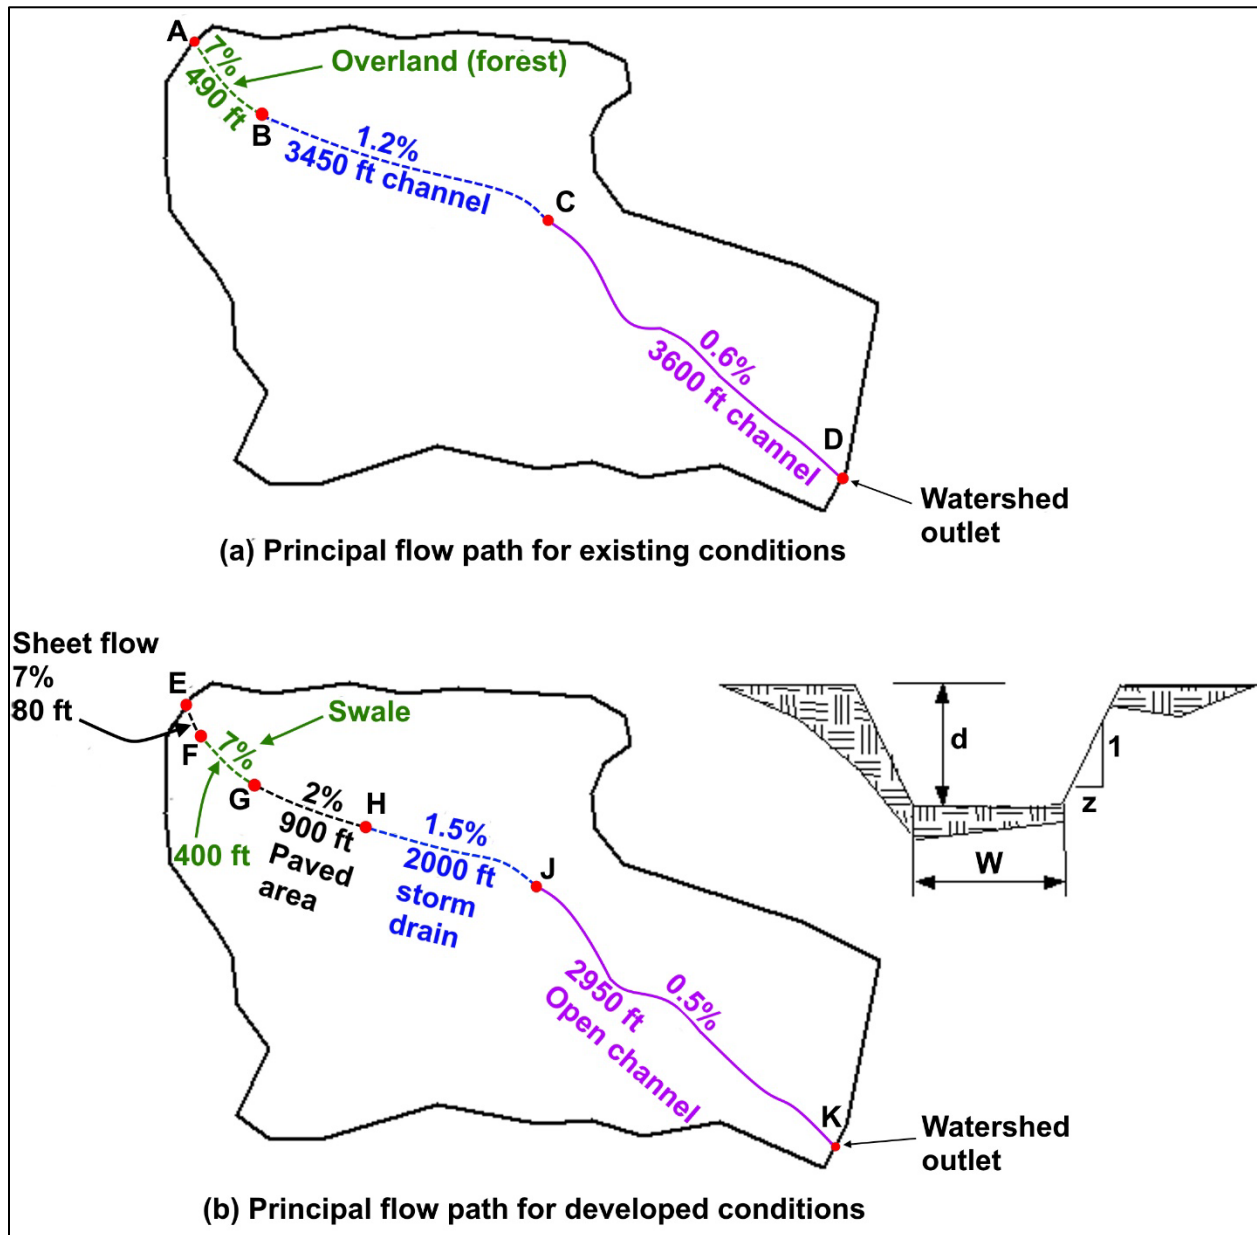 A
7%
490 ft
Overland (forest)
B
1.2%
3450 ft channel
C
0.6%
3600 ft channel
D
Watershed
outlet
(a) Principal flow path for existing conditions
Sheet flow
7%
80 ft
E
F
7%
Swale
400 ft
G
2%
900 ft
Paved
area
H
1.5%
2000 ft
storm
drain
J
0.5%
2950 ft
Open channel
K
Watershed
outlet
d
1
z
W
(b) Principal flow path for developed conditions